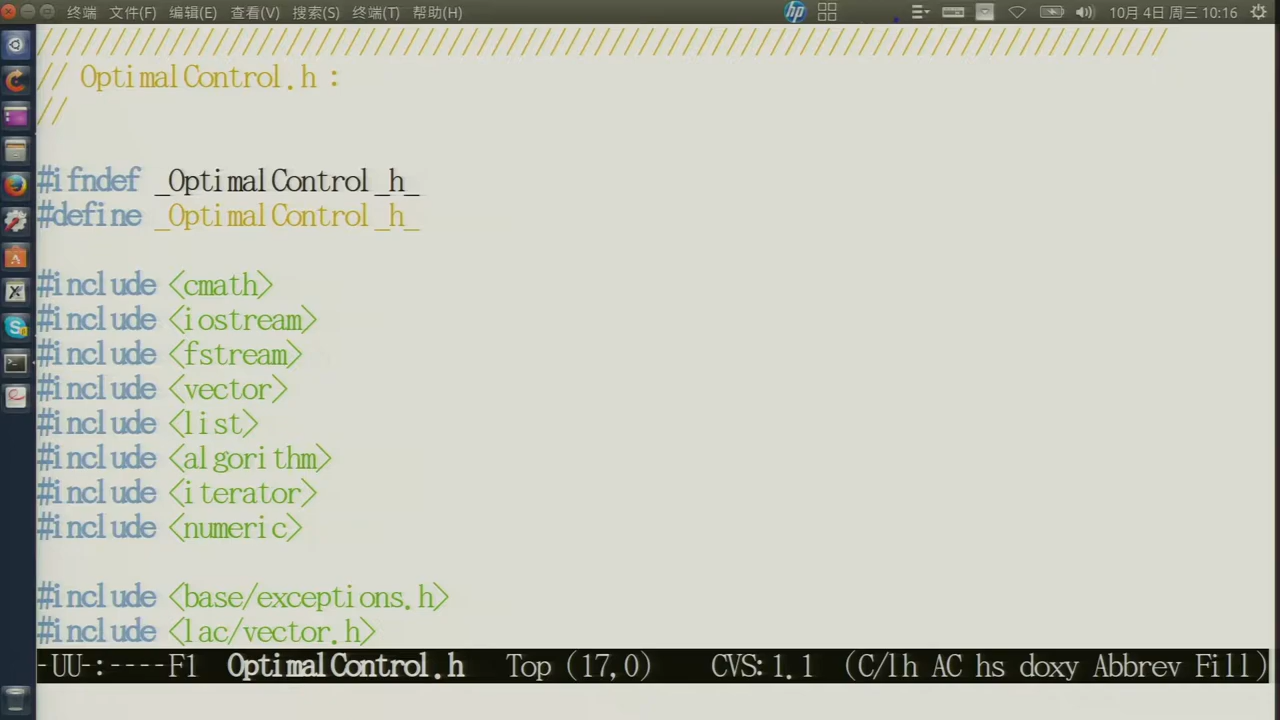 终端 文件(F) 编辑(E) 查看(V) 搜索(S) 终端(T) 帮助(H) 10月 4日 周三 10:16
////////////////////////////////////////////////////////////////////////////
// OptimalControl.h :
//
#ifndef _OptimalControl_h_
#define _OptimalControl_h_
#include <cmath>
#include <iostream>
#include <fstream>
#include <vector>
#include <list>
#include <algorithm>
#include <iterator>
#include <numeric>
#include <base/exceptions.h>
#include <lac/vector.h>
-UU-:----F1 OptimalControl.h Top (17,0) CVS:1.1 (C/lh AC hs doxy Abbrev Fill)